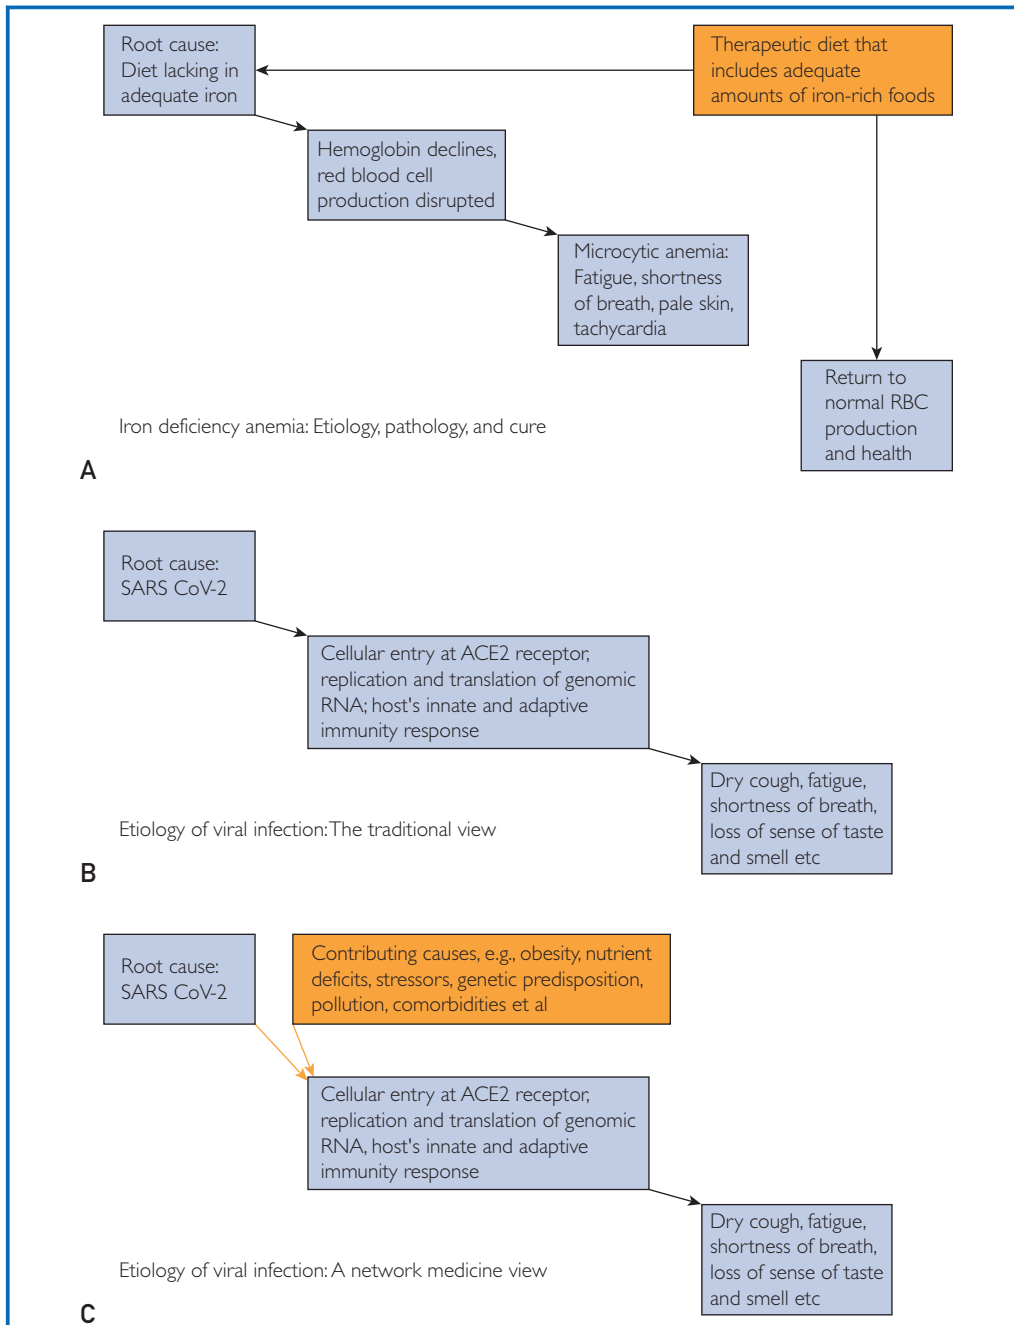 Root cause:
Diet lacking in
adequate iron
Therapeutic diet that
includes adequate
amounts of iron-rich foods
Hemoglobin declines,
red blood cell
production disrupted
Microcytic anemia:
Fatigue, shortness
of breath, pale skin,
tachycardia
Return to
normal RBC
production
and health
Iron deficiency anemia: Etiology, pathology, and cure
A
Root cause:
SARS CoV-2
Cellular entry at ACE2 receptor,
replication and translation of genomic
RNA; host's innate and adaptive
immunity response
Dry cough, fatigue,
shortness of breath,
loss of sense of taste
and smell etc
Etiology of viral infection: The traditional view
B
Root cause:
SARS CoV-2
Contributing causes, e.g., obesity, nutrient
deficits, stressors, genetic predisposition,
pollution, comorbidities et al
Cellular entry at ACE2 receptor,
replication and translation of genomic
RNA, host's innate and adaptive
immunity response
Dry cough, fatigue,
shortness of breath,
loss of sense of taste
and smell etc
Etiology of viral infection: A network medicine view
C